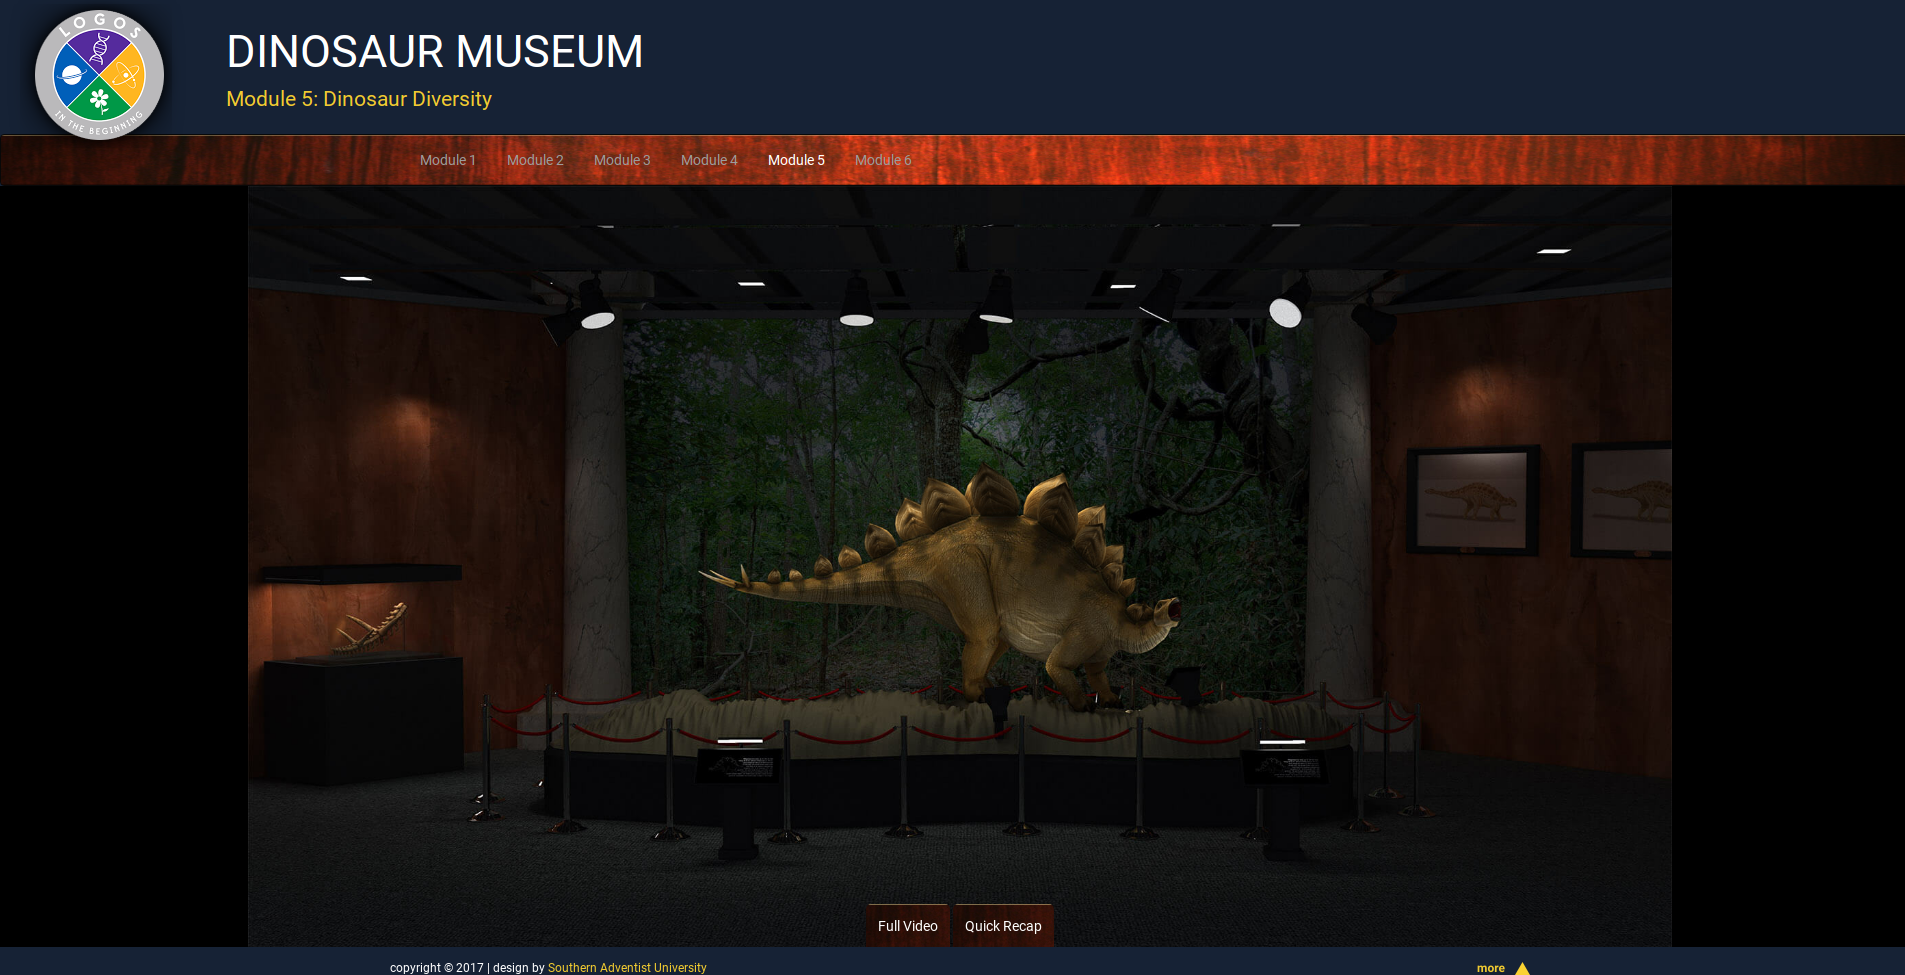 LOGOS
IN THE BEGINNING
DINOSAUR MUSEUM
Module 5: Dinosaur Diversity
Module 1 Module 2 Module 3 Module 4 Module 5 Module 6
Full Video Quick Recap
copyright © 2017 | design by Southern Adventist University
more